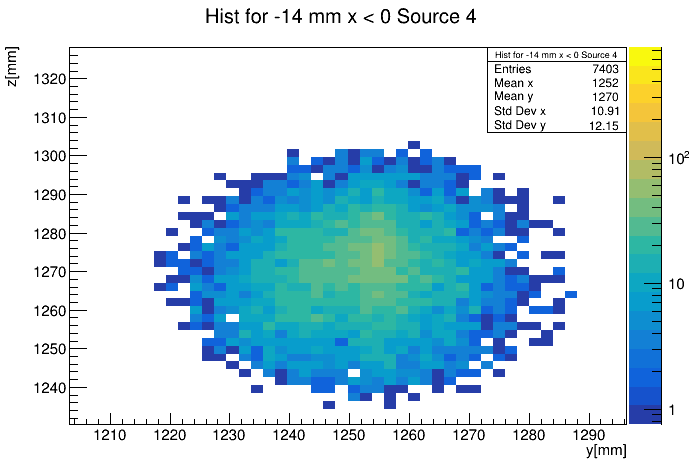 Hist for -14 mm x < 0 Source 4
z[mm]
Hist for -14 mm x < 0 Source 4
Entries 7403
Mean x 1252
Mean y 1270
Std Dev x 10.91
Std Dev y 12.15
1320
1310
1300
1290
1280
1270
1260
1250
1240
10²
10
1
1210 1220 1230 1240 1250 1260 1270 1280 1290
y[mm]